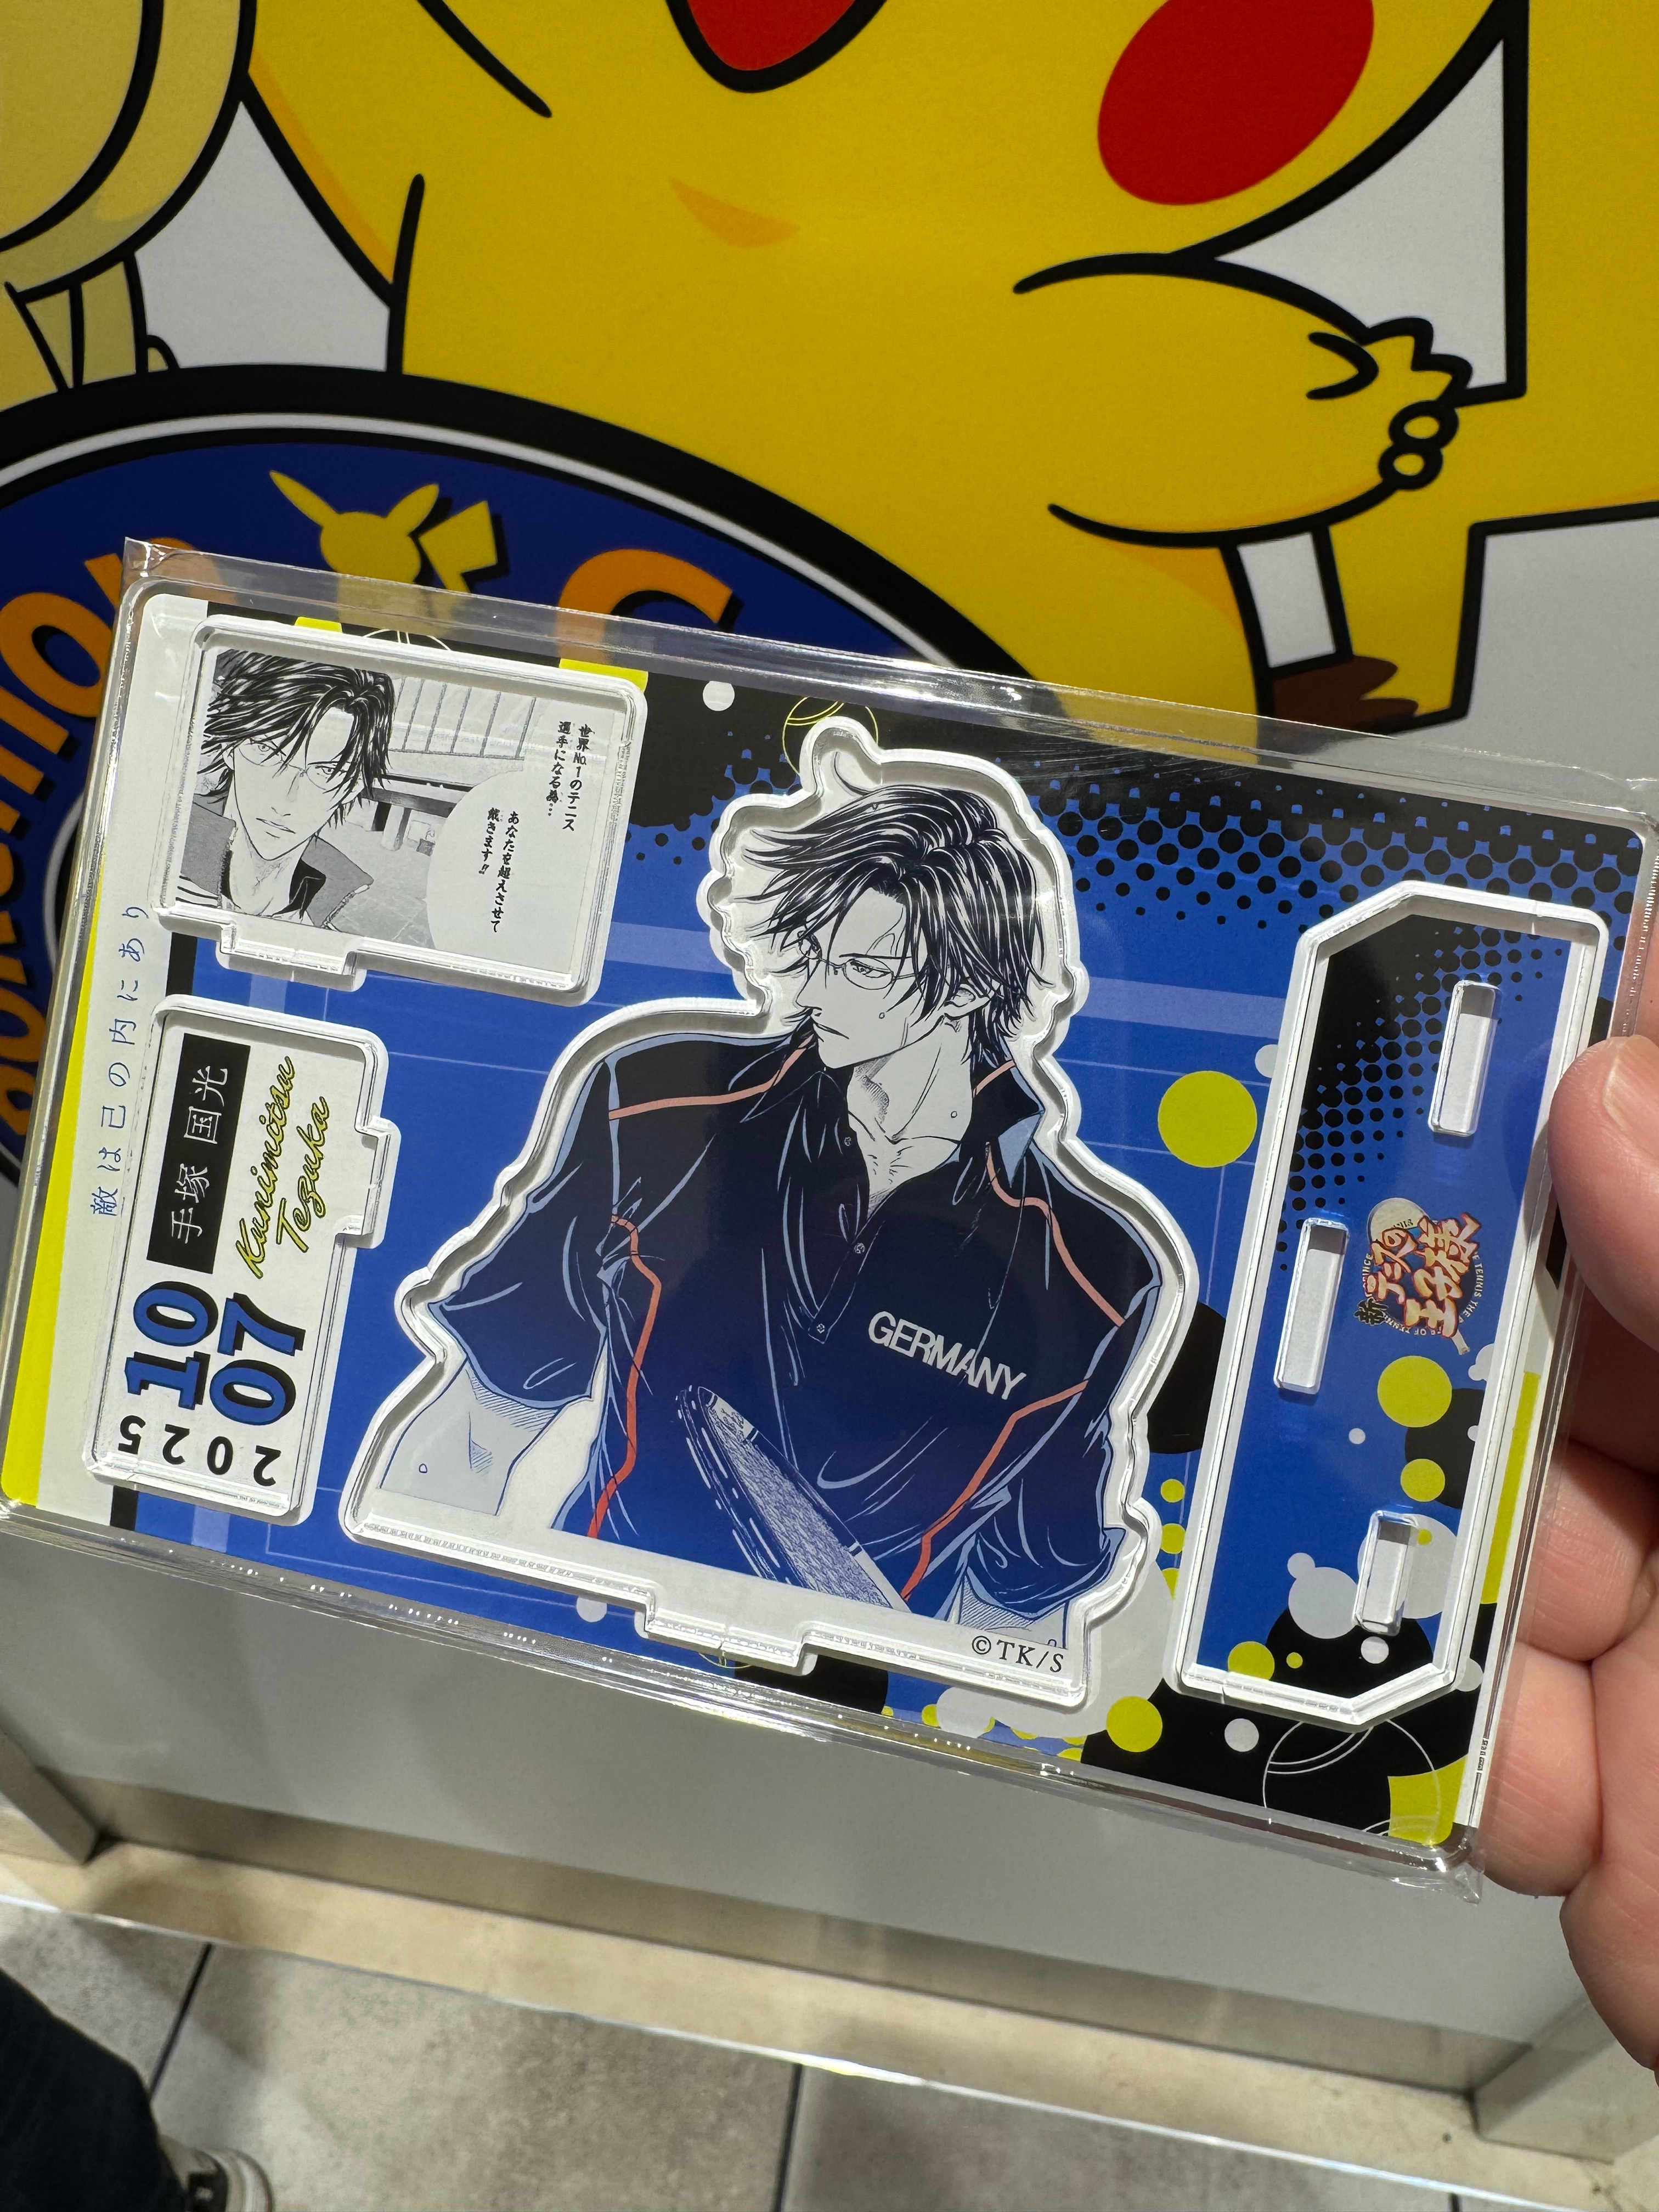 世界No.1のテニス
選手になる為…
あなたを超えさせて
戴きます!!
敵は己の内にあり
手塚 国光
Kunimitsu
Tezuka
10
07
2025
GERMANY
©TK/S
新テニスの
王子様